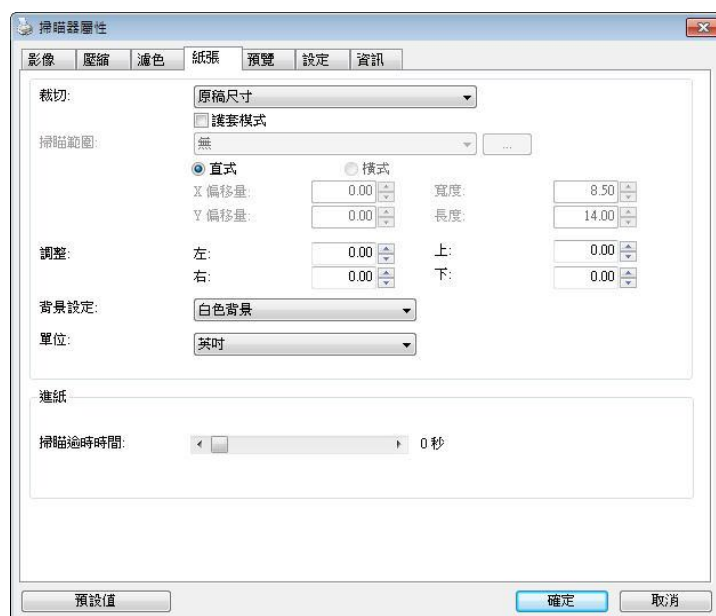 掃瞄器屬性
影像 壓縮 濾色 紙張 預覽 設定 資訊
裁切: 原稿尺寸
護套模式
掃瞄範圍: 無 ...
直式 橫式
X 偏移量: 0.00 寬度: 8.50
Y 偏移量: 0.00 長度: 14.00
調整: 左: 0.00 上: 0.00
右: 0.00 下: 0.00
背景設定: 白色背景
單位: 英吋
進紙
掃瞄逾時時間: 0 秒
預設值 確定 取消